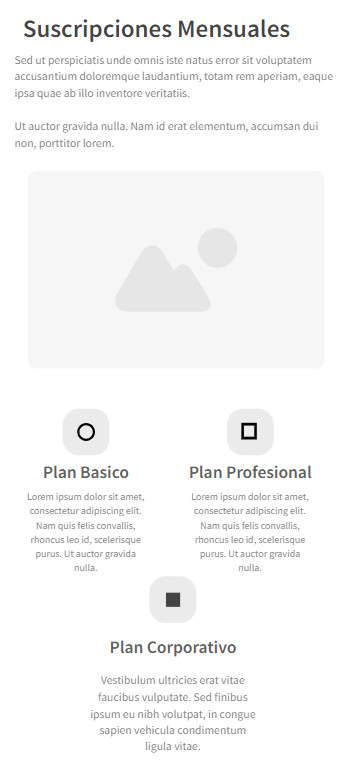 Suscripciones Mensuales
Sed ut perspiciatis unde omnis iste natus error sit voluptatem
accusantium doloremque laudantium, totam rem aperiam, eaque
ipsa quae ab illo inventore veritatiis.
Ut auctor gravida nulla. Nam id erat elementum, accumsan dui
non, porttitor lorem.
Plan Basico
Lorem ipsum dolor sit amet,
consectetur adipiscing elit.
Nam quis felis convallis,
rhoncus leo id, scelerisque
purus. Ut auctor gravida
nulla.
Plan Profesional
Lorem ipsum dolor sit amet,
consectetur adipiscing elit.
Nam quis felis convallis,
rhoncus leo id, scelerisque
purus. Ut auctor gravida
nulla.
Plan Corporativo
Vestibulum ultricies erat vitae
faucibus vulputate. Sed finibus
ipsum eu nibh volutpat, in congue
sapien vehicula condimentum
ligula vitae.